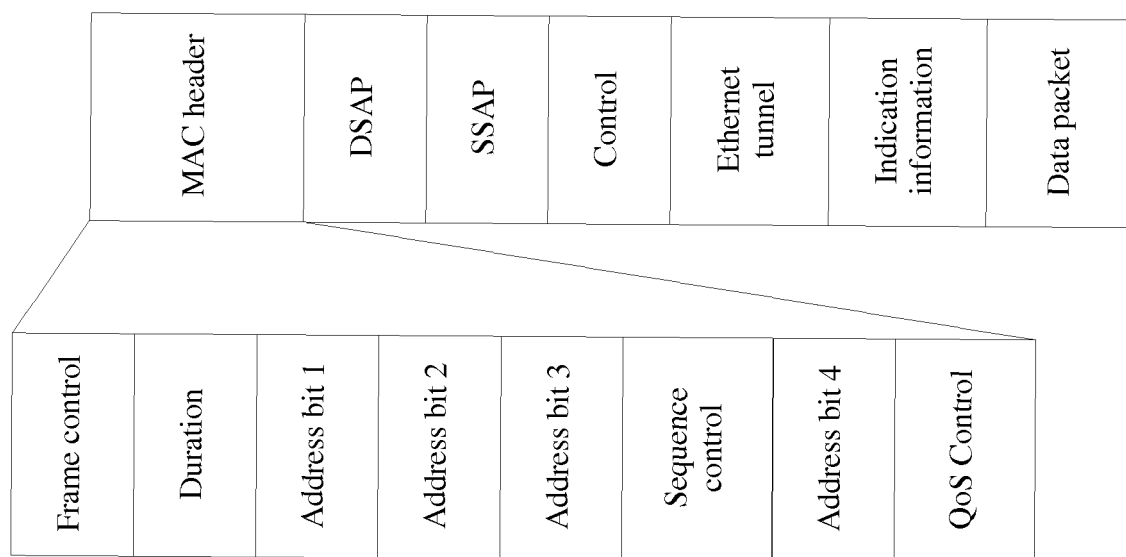 MAC header
DSAP
SSAP
Control
Ethernet
tunnel
Indication
information
Data packet
Frame control
Duration
Address bit 1
Address bit 2
Address bit 3
Sequence
control
Address bit 4
QoS Control